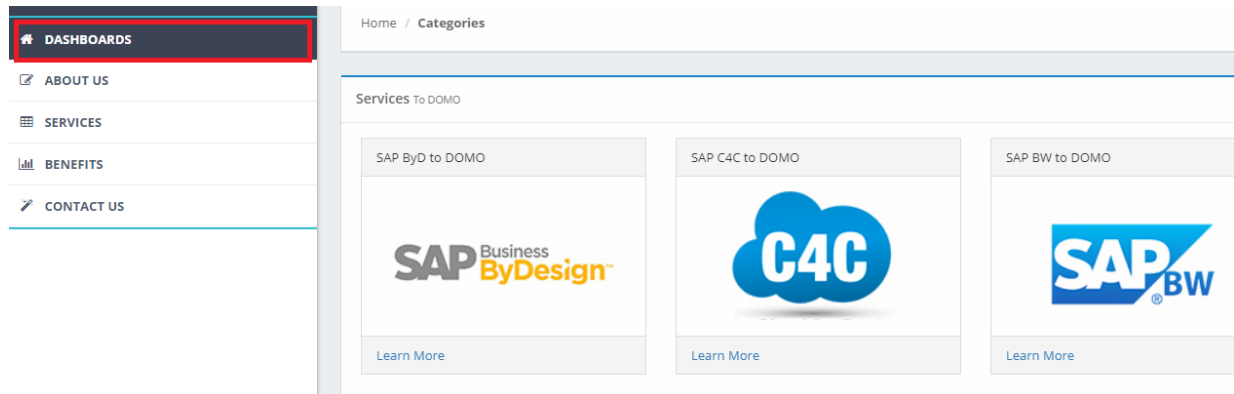 DASHBOARDS
ABOUT US
SERVICES
BENEFITS
CONTACT US
Home / Categories
Services To DOMO
SAP ByD to DOMO
SAP Business ByDesign™
Learn More
SAP C4C to DOMO
C4C
Learn More
SAP BW to DOMO
SAP® BW
Learn More